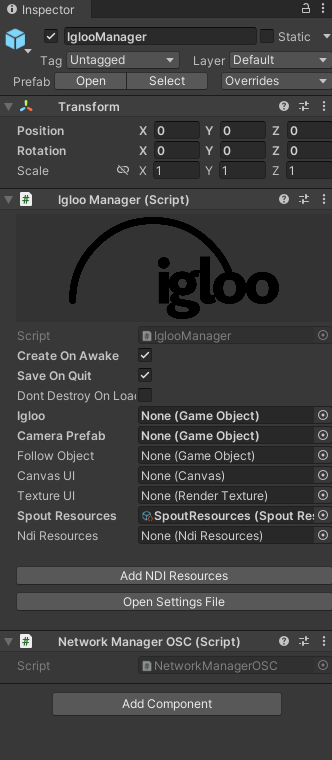 Inspector
IglooManager Static
Tag Untagged Layer Default
Prefab Open Select Overrides
Transform
Position X 0 Y 0 Z 0
Rotation X 0 Y 0 Z 0
Scale X 1 Y 1 Z 1
# Igloo Manager (Script)
igloo
Script # IglooManager
Create On Awake
Save On Quit
Dont Destroy On Loa
Igloo None (Game Object)
Camera Prefab None (Game Object)
Follow Object None (Game Object)
Canvas UI None (Canvas)
Texture UI None (Render Texture)
Spout Resources SpoutResources (Spout Res
Ndi Resources None (Ndi Resources)
Add NDI Resources
Open Settings File
# Network Manager OSC (Script)
Script # NetworkManagerOSC
Add Component